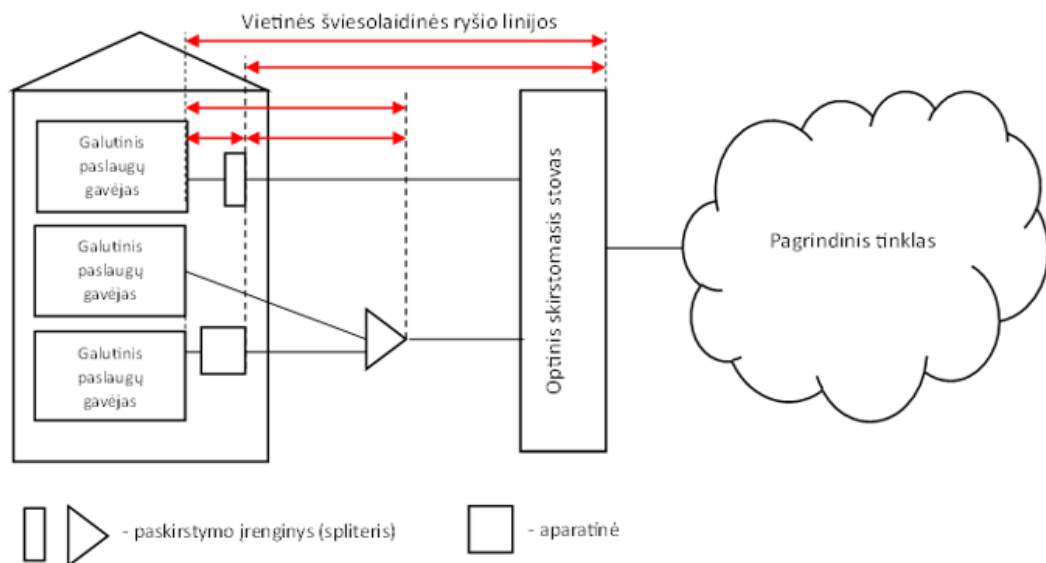 Vietinės šviesolaidinės ryšio linijos
Galutinis
paslaugų
gavėjas
Galutinis
paslaugų
gavėjas
Galutinis
paslaugų
gavėjas
Optinis skirstomasis stovas
Pagrindinis tinklas
- paskirstymo įrenginys (spliteris)
- aparatinė